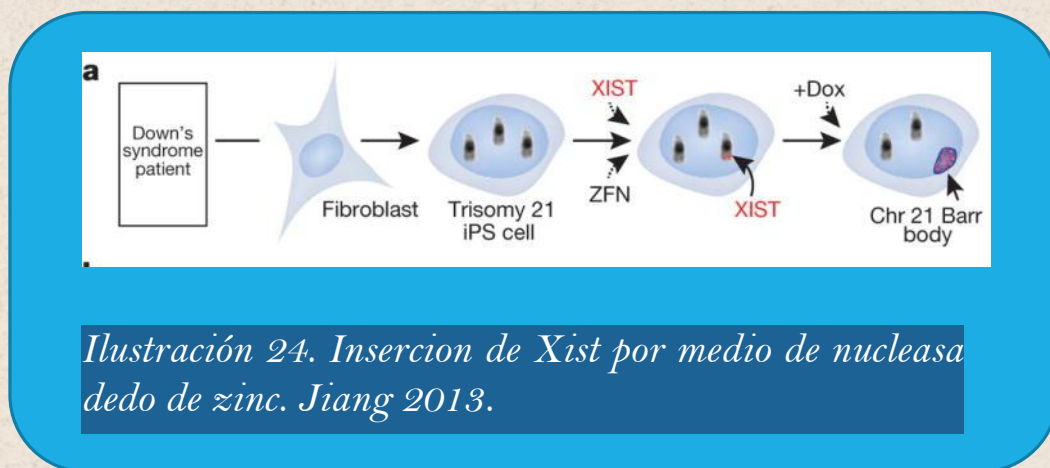 a
Down's
syndrome
patient
Fibroblast
Trisomy 21
iPS cell
XIST
ZFN
XIST
+Dox
Chr 21 Barr
body
Ilustración 24. Insercion de Xist por medio de nucleasa
dedo de zinc. Jiang 2013.